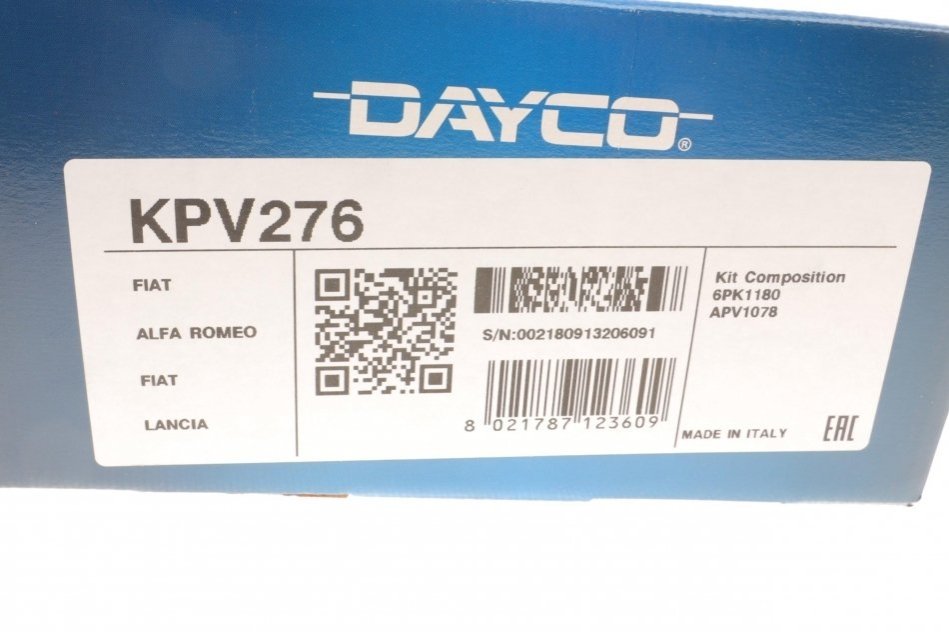 DAYCO®
KPV276
FIAT
ALFA ROMEO
FIAT
LANCIA
S/N:002180913206091
8 021787 123609
Kit Composition
6PK1180
APV1078
MADE IN ITALY
EAC